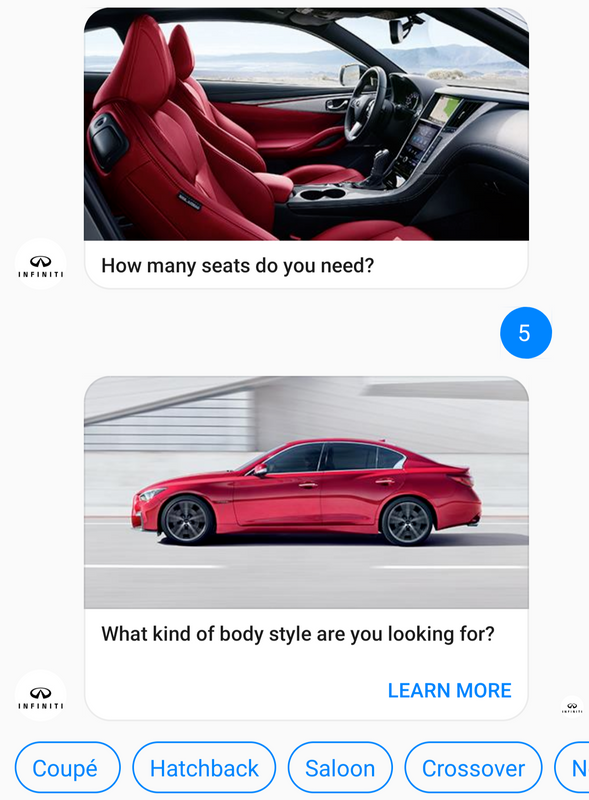 How many seats do you need?
INFINITI
5
What kind of body style are you looking for?
LEARN MORE
INFINITI
INFINITI
Coupé
Hatchback
Saloon
Crossover
N